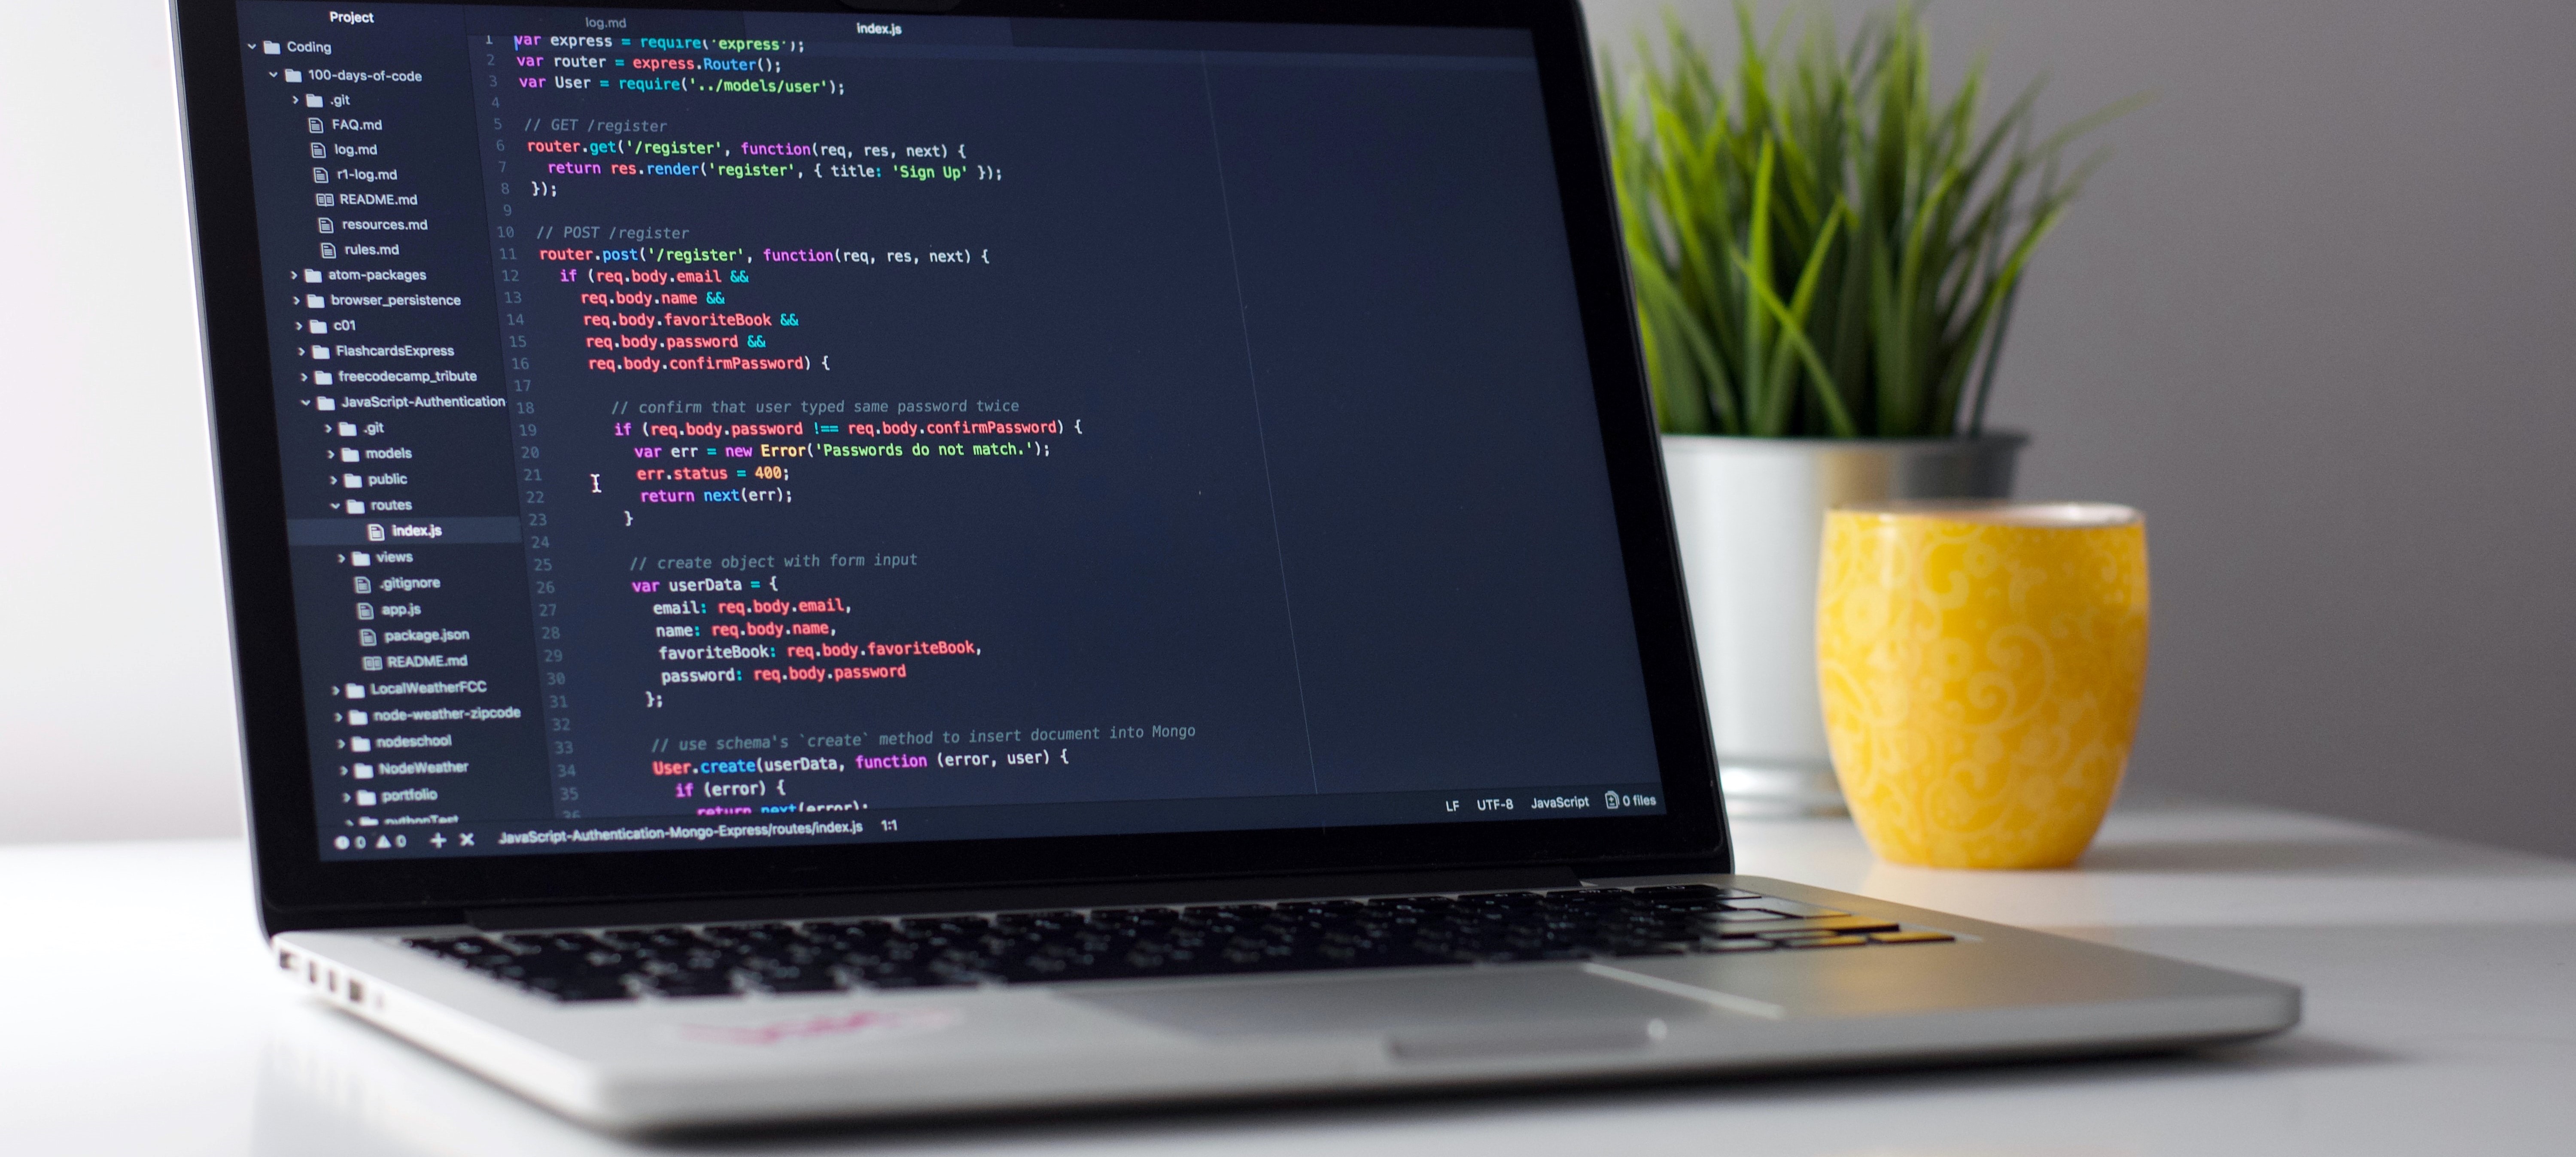 Project
Coding
100-days-of-code
.git
FAQ.md
log.md
r1-log.md
README.md
resources.md
rules.md
atom-packages
browser_persistence
c01
FlashcardsExpress
freecodecamp_tribute
JavaScript-Authentication
.git
models
public
routes
index.js
views
.gitignore
app.js
package.json
README.md
LocalWeatherFCC
node-weather-zipcode
nodeschool
NodeWeather
portfolio
pythonTest
log.md
index.js
1 var express = require('express');
2 var router = express.Router();
3 var User = require('../models/user');
4
5 // GET /register
6 router.get('/register', function(req, res, next) {
7 return res.render('register', { title: 'Sign Up' });
8 });
9
10 // POST /register
11 router.post('/register', function(req, res, next) {
12 if (req.body.email &&
13 req.body.name &&
14 req.body.favoriteBook &&
15 req.body.password &&
16 req.body.confirmPassword) {
17
18 // confirm that user typed same password twice
19 if (req.body.password !== req.body.confirmPassword) {
20 var err = new Error('Passwords do not match.');
21 err.status = 400;
22 return next(err);
23 }
24
25 // create object with form input
26 var userData = {
27 email: req.body.email,
28 name: req.body.name,
29 favoriteBook: req.body.favoriteBook,
30 password: req.body.password
31 };
32
33 // use schema's `create` method to insert document into Mongo
34 User.create(userData, function (error, user) {
35 if (error) {
36 return next(error);
0 0 + × JavaScript-Authentication-Mongo-Express/routes/index.js 1:1 LF UTF-8 JavaScript 0 files